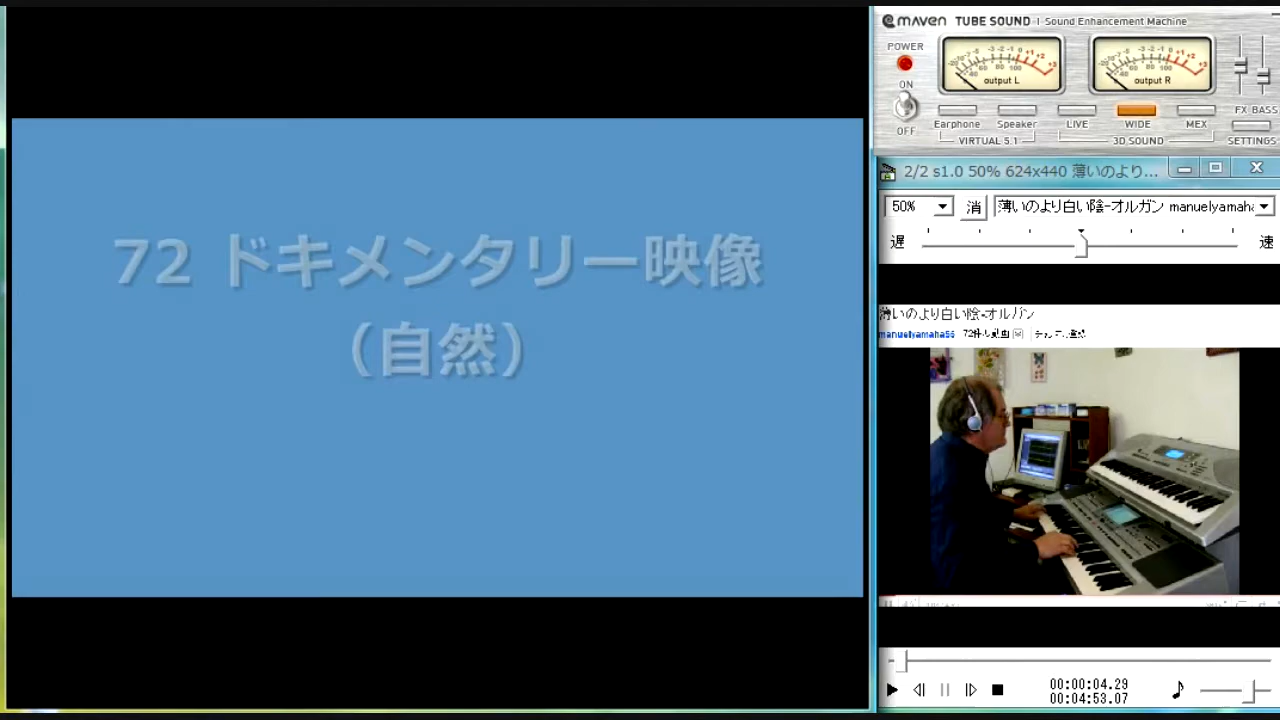 72 ドキメンタリー映像
（自然）
emaven TUBE SOUND | Sound Enhancement Machine
POWER
ON
OFF
output L
output R
Earphone Speaker LIVE WIDE MEX
VIRTUAL 5.1 3D SOUND
FX BASS
SETTINGS
2/2 s1.0 50% 624x440 薄いのより...
50% 消 薄いのより白い陰-オルガン manuelyamaha
遅 速
薄いのより白い陰-オルガン
manuelyamaha56
00:00:04.29
00:04:53.07